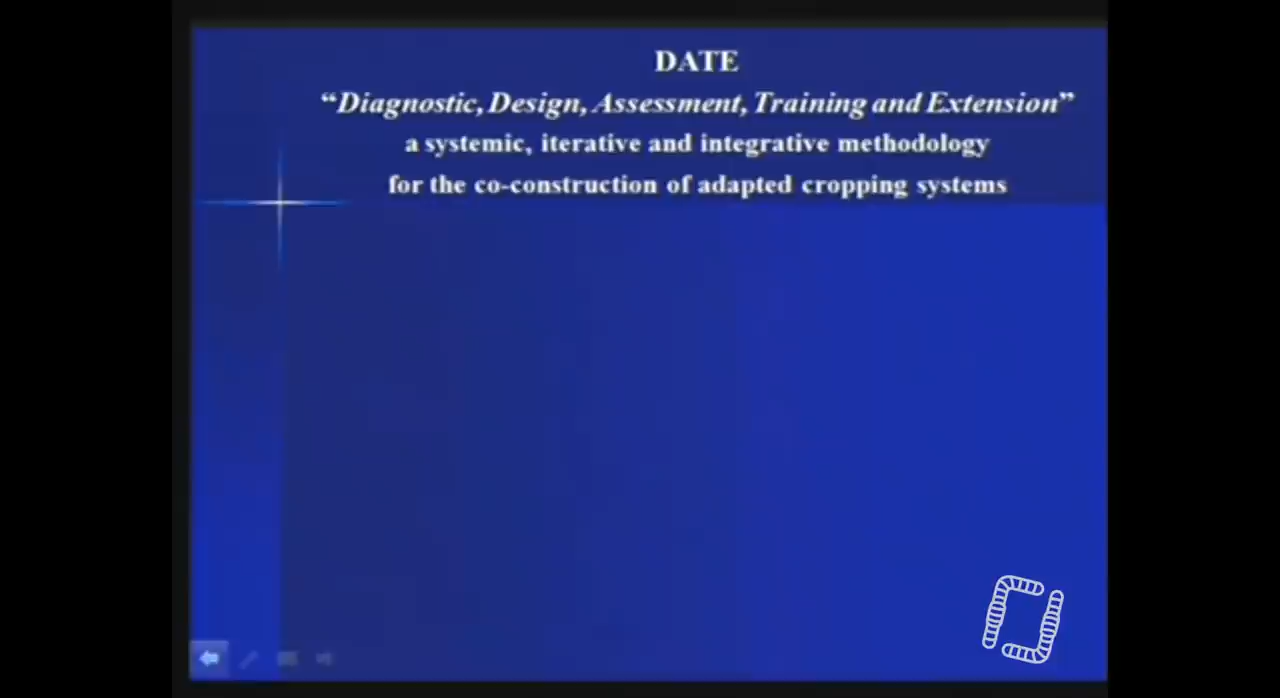 DATE
“Diagnostic, Design, Assessment, Training and Extension”
a systemic, iterative and integrative methodology
for the co-construction of adapted cropping systems